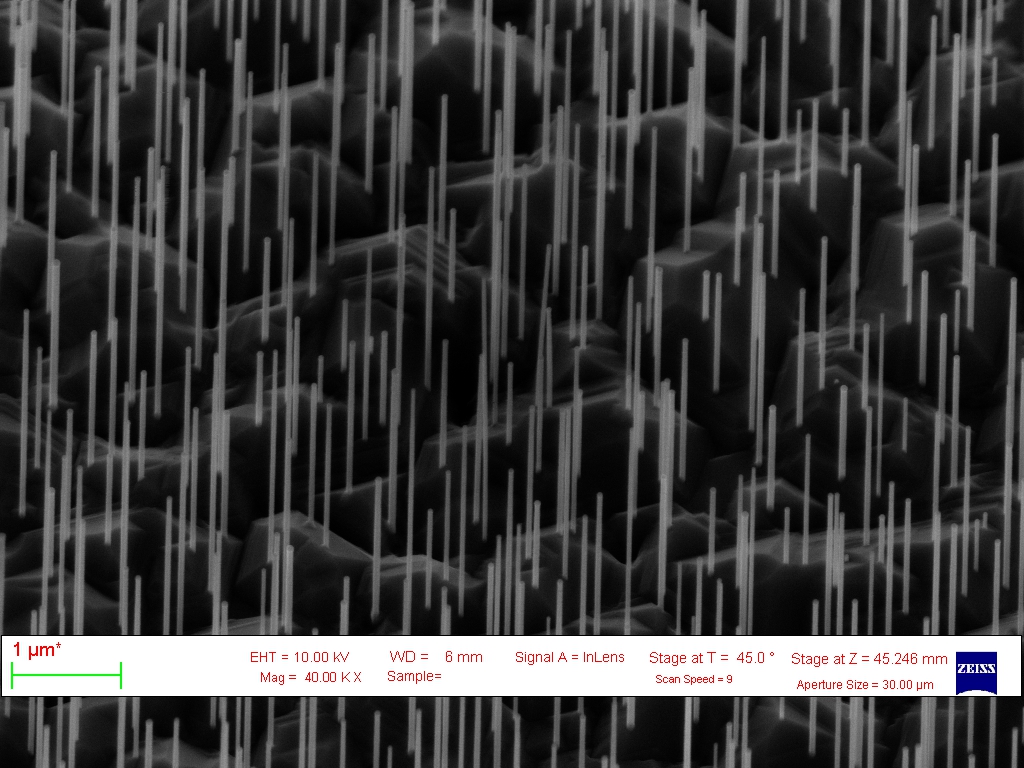 1 µm*
EHT = 10.00 kV WD = 6 mm Signal A = InLens Stage at T = 45.0 ° Stage at Z = 45.246 mm
Mag = 40.00 K X Sample= Scan Speed = 9 Aperture Size = 30.00 µm
ZEISS